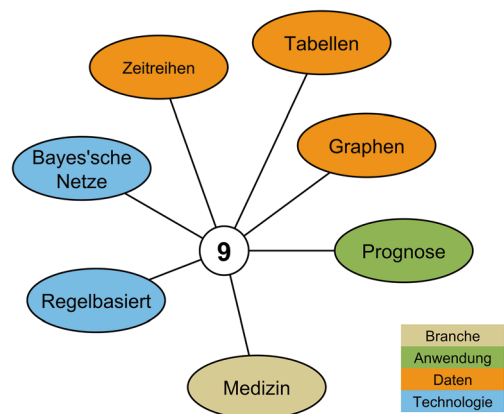 Tabellen
Zeitreihen
Graphen
Bayes'sche
Netze
9
Prognose
Regelbasiert
Medizin
Branche
Anwendung
Daten
Technologie